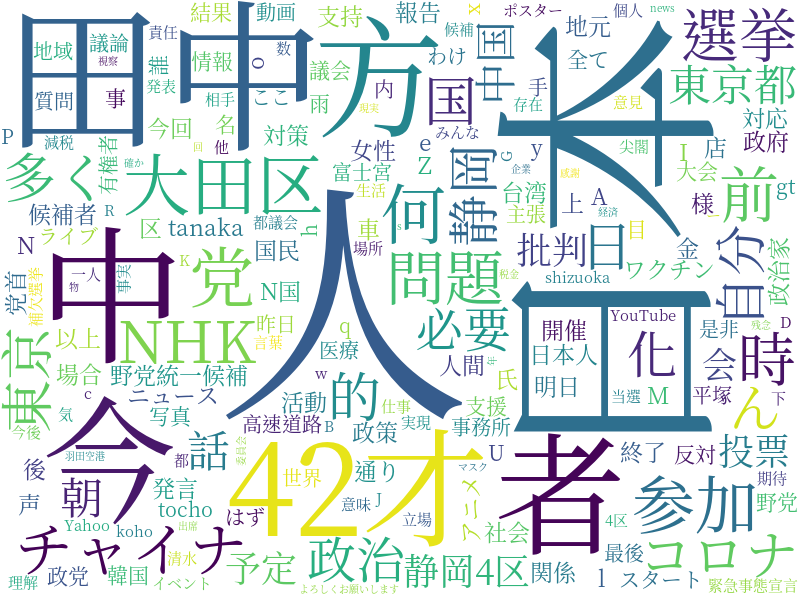 田中
方
長
人
回
中
今
42才
者
党
NHK
大田区
多く
何
静岡
国
中国
選挙
東京都
前
日
批判
自分
時
ん
化
会
問題
必要
的
話
朝
東京
チャイナ
政治
静岡4区
参加
投票
コロナ
予定
tocho
tanaka
候補者
野党統一候補
ニュース
写真
場合
以上
党首
有権者
今回
対策
名
議会
雨
支持
結果
動画
報告
候補
ポスター
x
個人
news
地元
全て
手
わけ
存在
意見
尖閣
対応
政府
店
大会
gt
様
金
政治家
ワクチン
目
台湾
主張
上
A
I
y
G
企業
感謝
経済
shizuoka
YouTube
開催
日本人
明日
当選
M
是非
平塚
D
下
残念
税金
氏
人間
支援
事務所
高速道路
政策
実現
仕事
活動
医療
昨日
言葉
N国
国民
ライブ
区
都議会
車
場所
生活
富士宮
女性
みんな
現実
内
ここ
数
o
誰
情報
相手
他
発表
責任
議論
地域
視察
質問
事
減税
確か
回
P
N
R
K
Z
e
h
q
w
B
J
s
c
一人
物
事実
補欠選挙
気
今後
羽田空港
都
委員会
後
声
Yahoo
koho
発言
清水
出席
イベント
理解
政党
韓国
はず
世界
通り
意味
立場
よろしくお願いします
U
マスク
アニメ
社会
関係
l
スタート
最後
終了
反対
4区
期待
野党
緊急事態宣言